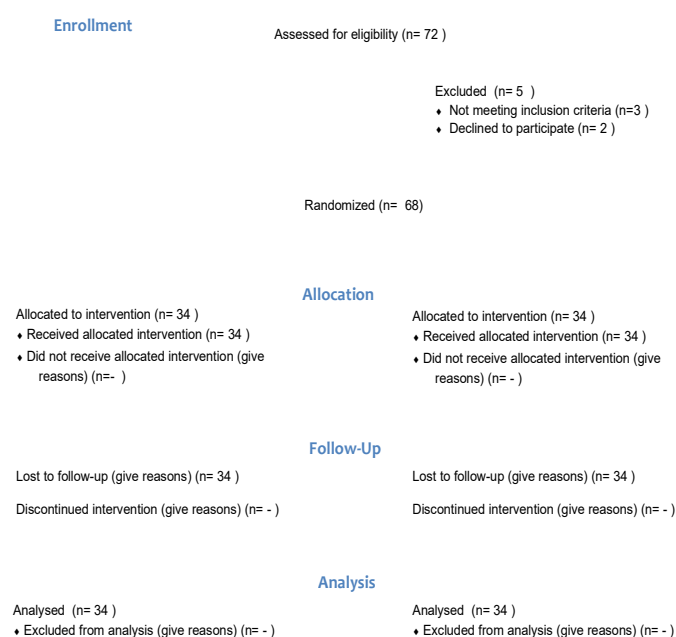 Enrollment
Assessed for eligibility (n= 72 )
Excluded (n= 5 )
⬧ Not meeting inclusion criteria (n=3 )
⬧ Declined to participate (n= 2 )
Randomized (n= 68)
Allocation
Allocated to intervention (n= 34 )
⬧ Received allocated intervention (n= 34 )
⬧ Did not receive allocated intervention (give
reasons) (n=- )
Allocated to intervention (n= 34 )
⬧ Received allocated intervention (n= 34 )
⬧ Did not receive allocated intervention (give
reasons) (n= - )
Follow-Up
Lost to follow-up (give reasons) (n= 34 )
Discontinued intervention (give reasons) (n= - )
Lost to follow-up (give reasons) (n= 34 )
Discontinued intervention (give reasons) (n= - )
Analysis
Analysed (n= 34 )
⬧ Excluded from analysis (give reasons) (n= - )
Analysed (n= 34 )
⬧ Excluded from analysis (give reasons) (n= - )